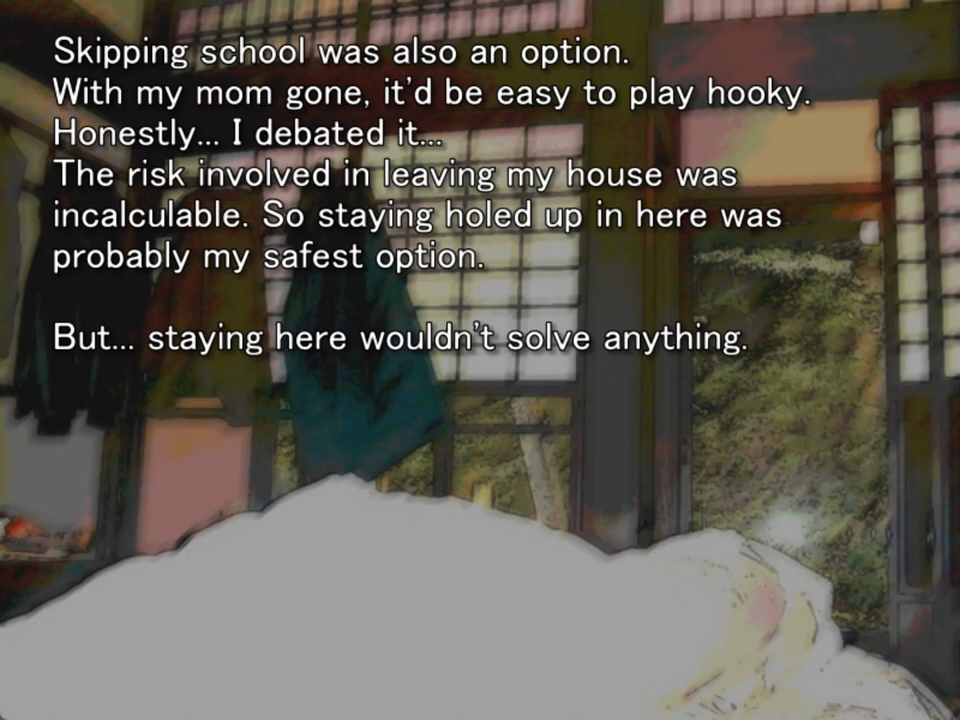 Skipping school was also an option.
With my mom gone, it'd be easy to play hooky.
Honestly... I debated it...
The risk involved in leaving my house was
incalculable. So staying holed up in here was
probably my safest option.
But... staying here wouldn't solve anything.